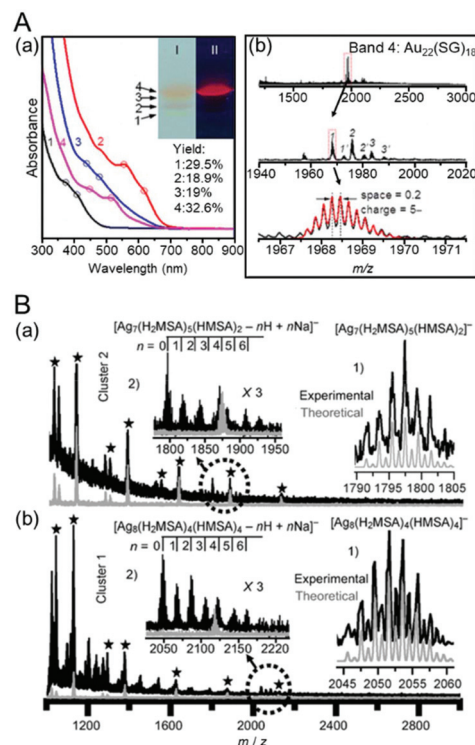 A
(a)
I
II
4
3
2
1
1
4
3
2
Yield:
1:29.5%
2:18.9%
3:19%
4:32.6%
Absorbance
300 400 500 600 700 800 900
Wavelength (nm)
(b)
Band 4: Au22(SG)18
1500 2000 2500 3000
1 1' 2 2' 3 3'
1940 1960 1980 2000 2020
space = 0.2
charge = 5–
1967 1968 1969 1970 1971
m/z
B
(a)
[Ag7(H2MSA)5(HMSA)2 – nH + nNa]–
n = 0 1 2 3 4 5 6
[Ag7(H2MSA)5(HMSA)2]–
Cluster 2
2)
X 3
1)
Experimental
Theoretical
1800 1850 1900 1950
1790 1795 1800 1805
(b)
[Ag8(H2MSA)4(HMSA)4 – nH + nNa]–
n = 0 1 2 3 4 5 6
[Ag8(H2MSA)4(HMSA)4]–
Cluster 1
2)
X 3
1)
Experimental
Theoretical
2050 2100 2150 2220
2045 2050 2055 2060
1200 1600 2000 2400 2800
m / z